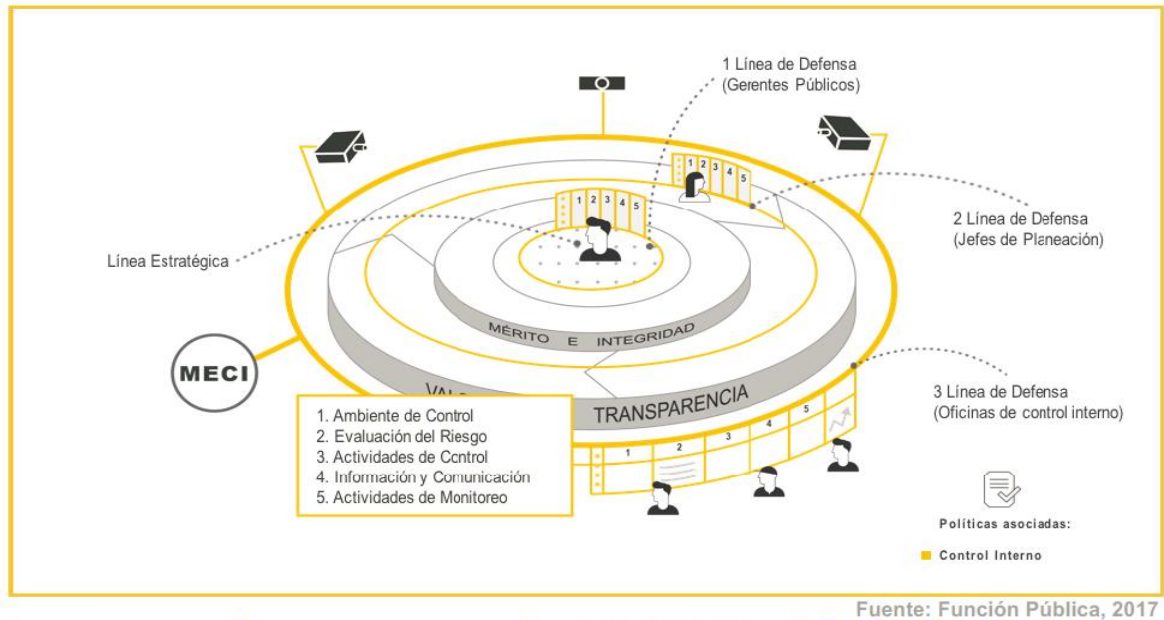 1 Línea de Defensa
(Gerentes Públicos)
1 2 3 4 5
1 2 3 4 5
2 Línea de Defensa
(Jefes de Planeación)
Línea Estratégica
MÉRITO E INTEGRIDAD
MECI
TRANSPARENCIA
3 Línea de Defensa
(Oficinas de control interno)
1. Ambiente de Control
2. Evaluación del Riesgo
3. Actividades de Control
4. Información y Comunicación
5. Actividades de Monitoreo
1 2 3 4 5
Políticas asociadas:
Control Interno
Fuente: Función Pública, 2017